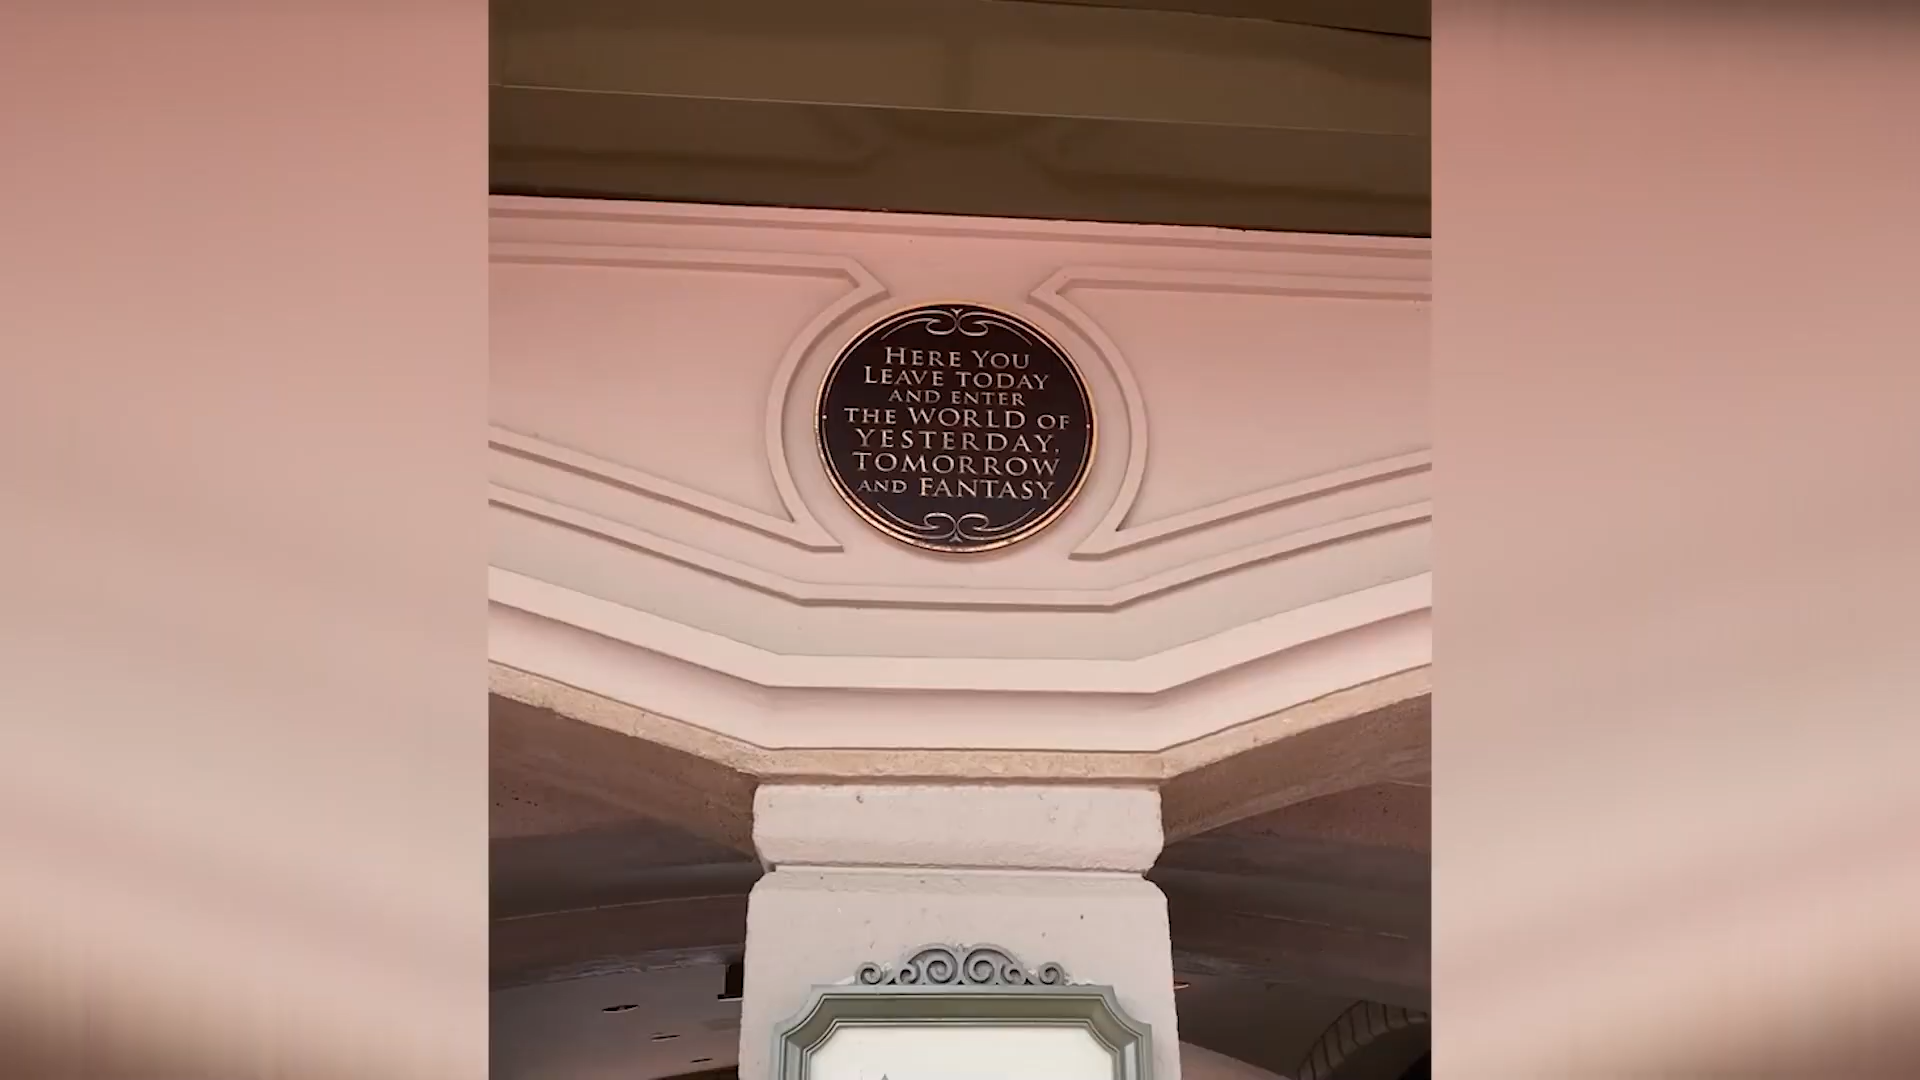 HERE YOU
LEAVE TODAY
AND ENTER
THE WORLD OF
YESTERDAY,
TOMORROW
AND FANTASY